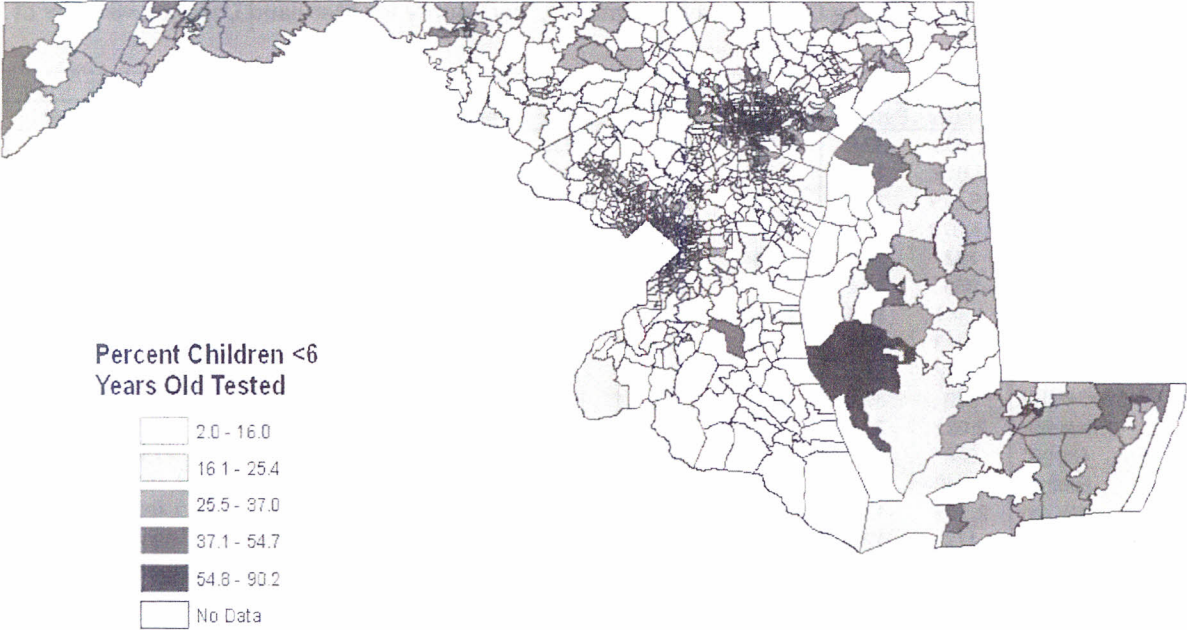 Percent Children <6
Years Old Tested
2.0 - 16.0
16.1 - 25.4
25.5 - 37.0
37.1 - 54.7
54.8 - 90.2
No Data